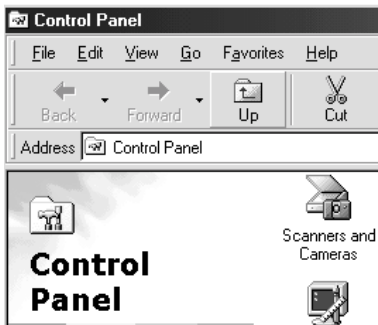 Control Panel
File Edit View Go Favorites Help
Back Forward Up Cut
Address Control Panel
Control
Panel
Scanners and
Cameras